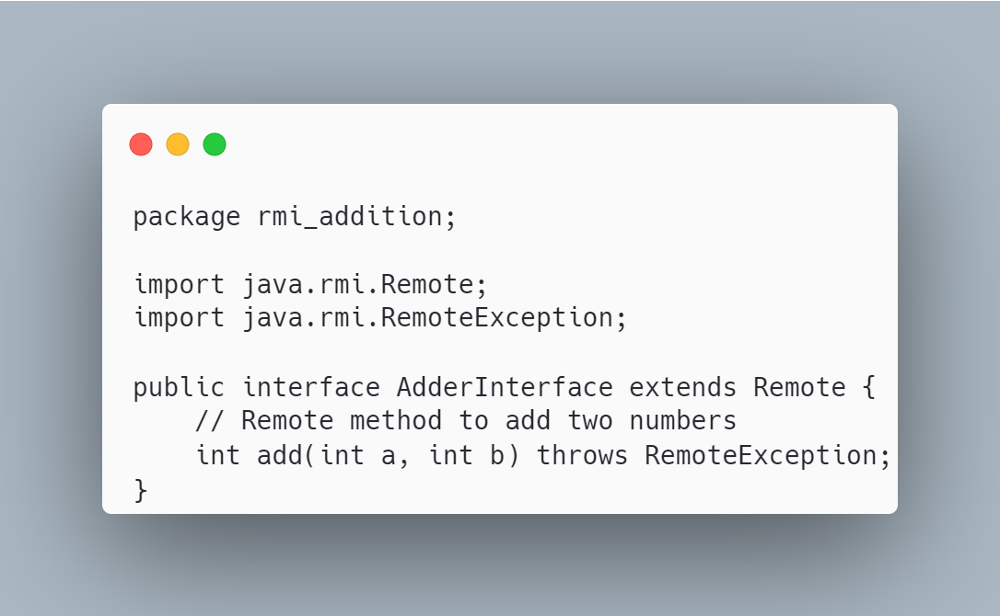 package rmi_addition;
import java.rmi.Remote;
import java.rmi.RemoteException;
public interface AdderInterface extends Remote {
    // Remote method to add two numbers
    int add(int a, int b) throws RemoteException;
}